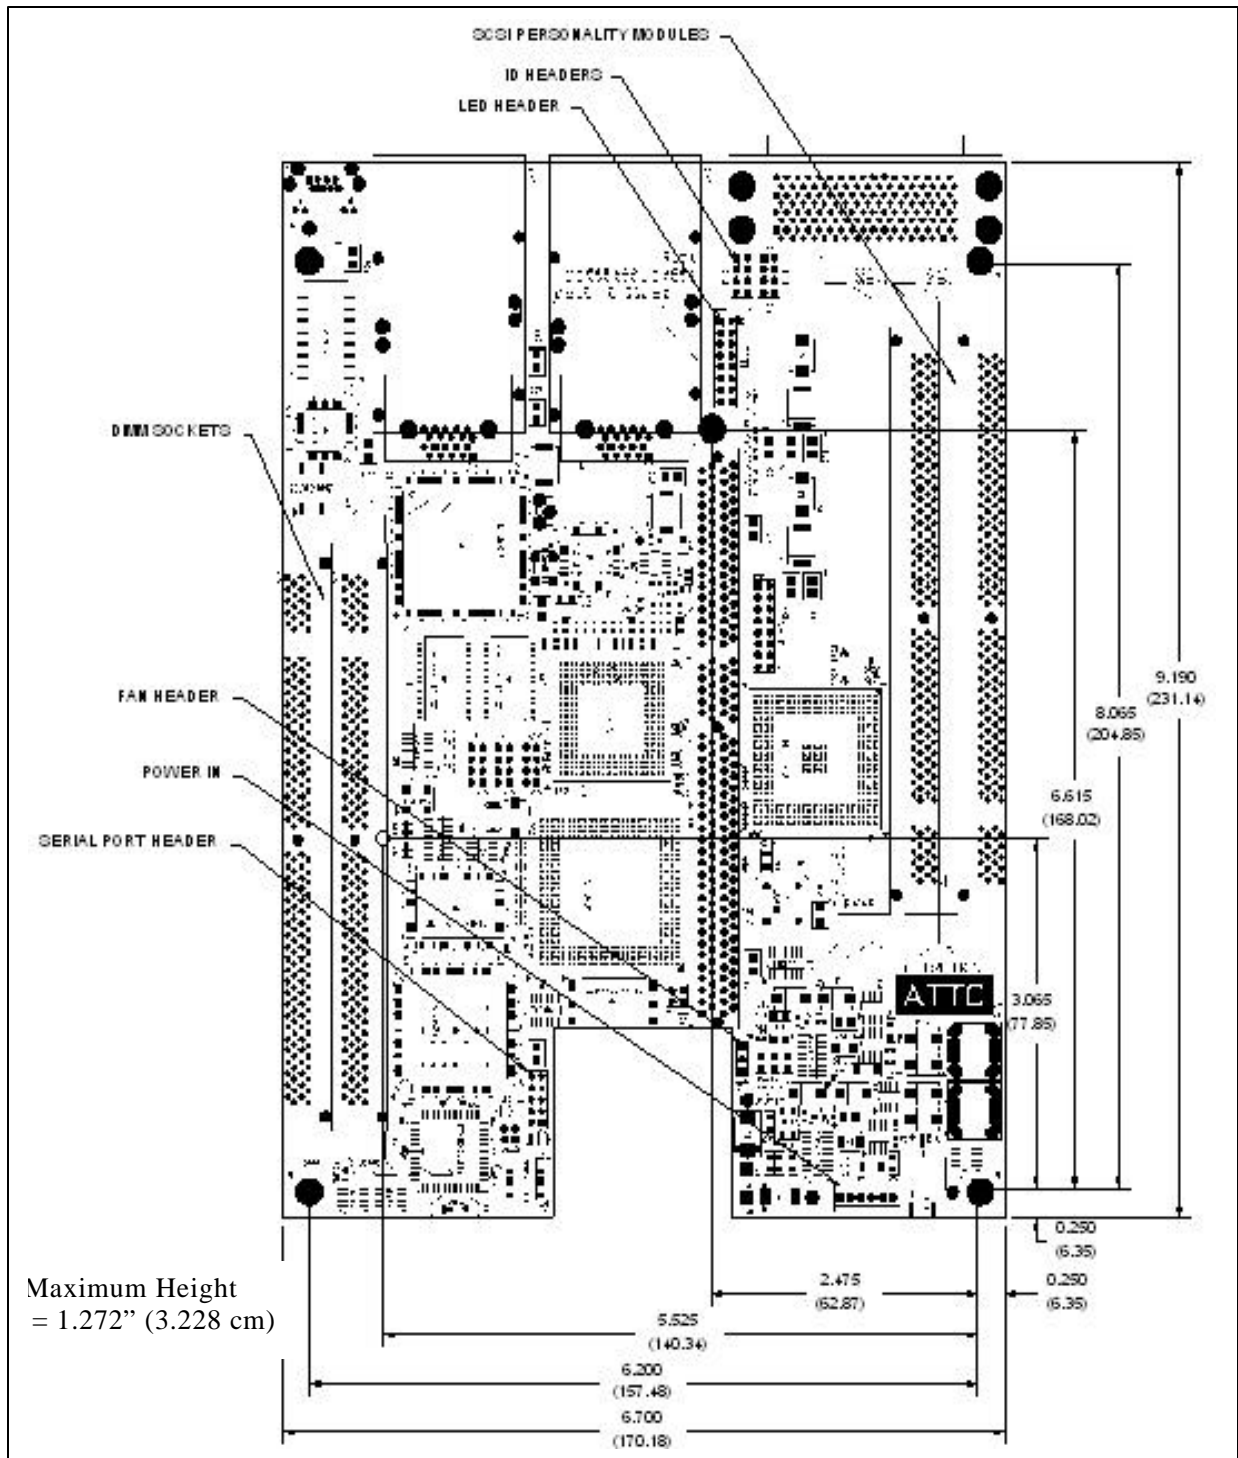 SCSI PERSONALITY MODULES
ID HEADERS
LED HEADER
DIMM SOCKETS
FAN HEADER
POWER IN
SERIAL PORT HEADER
9.190
(231.14)
8.065
(204.85)
6.615
(168.02)
ATTC
3.065
(77.85)
0.250
(6.35)
2.475
(62.87)
0.250
(6.35)
5.525
(140.34)
6.200
(157.48)
6.700
(170.18)
Maximum Height
= 1.272” (3.228 cm)